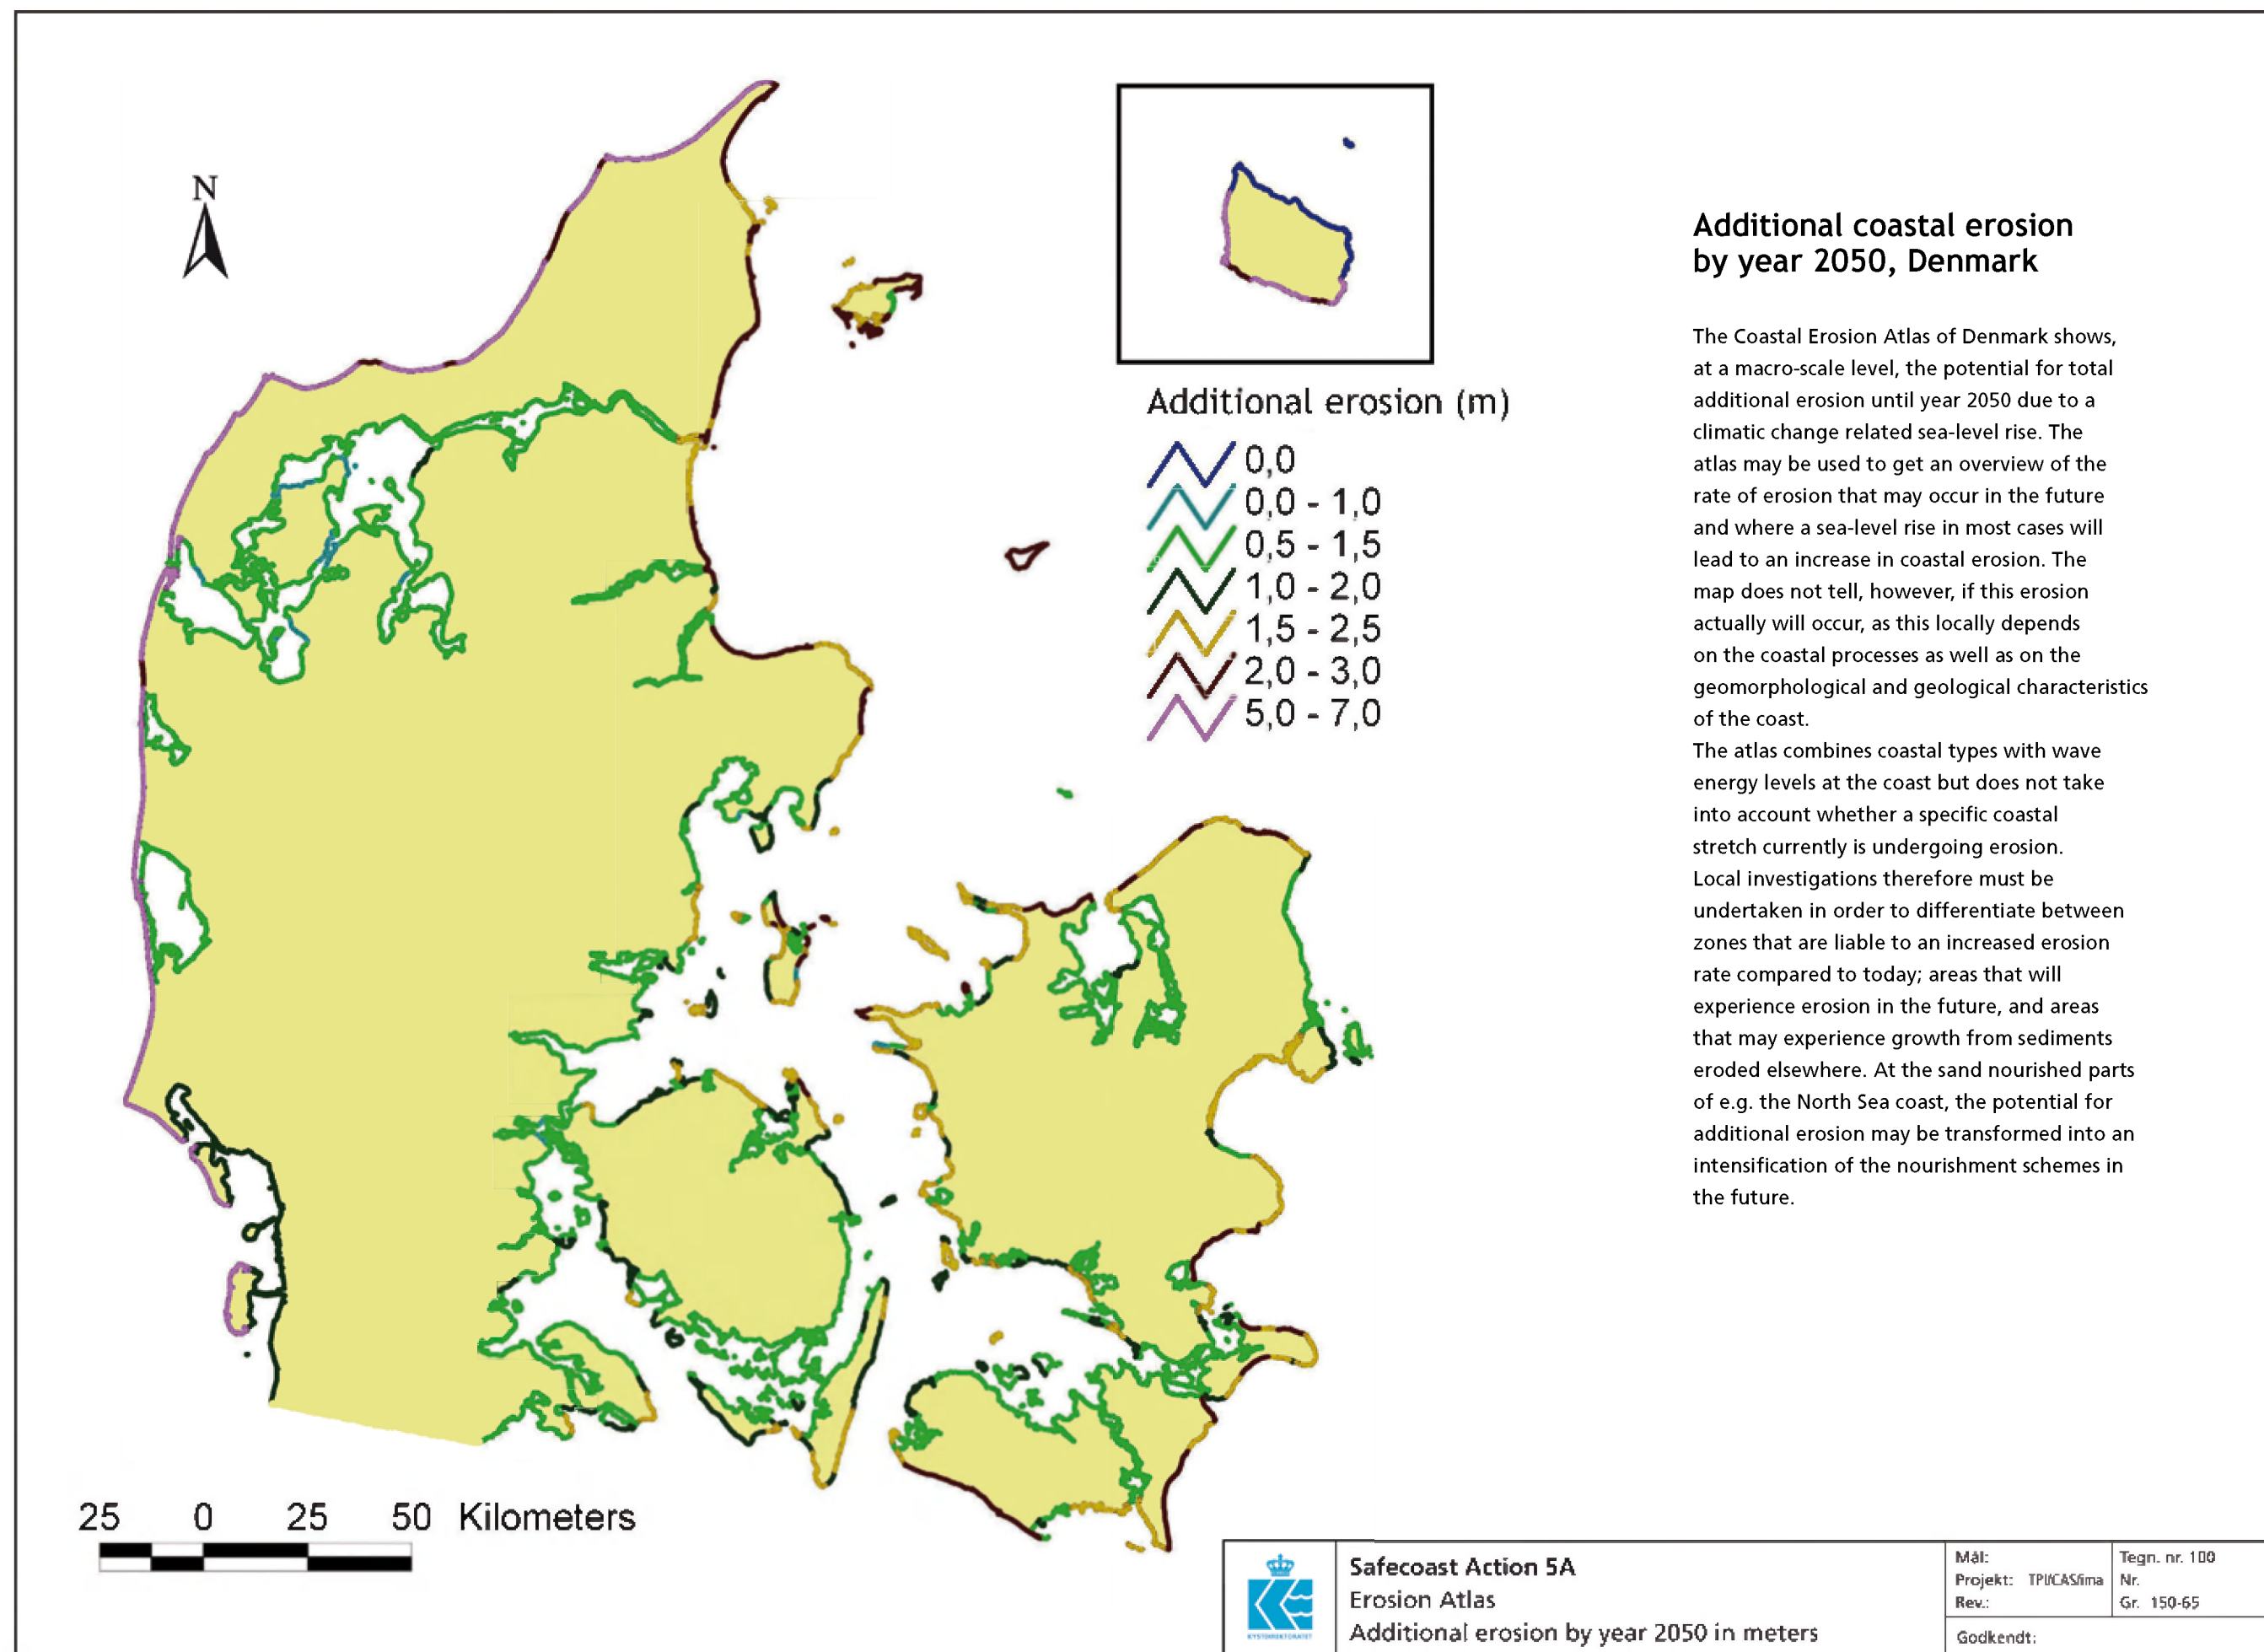 N
Additional coastal erosion
by year 2050, Denmark
The Coastal Erosion Atlas of Denmark shows,
at a macro-scale level, the potential for total
additional erosion until year 2050 due to a
climatic change related sea-level rise. The
atlas may be used to get an overview of the
rate of erosion that may occur in the future
and where a sea-level rise in most cases will
lead to an increase in coastal erosion. The
map does not tell, however, if this erosion
actually will occur, as this locally depends
on the coastal processes as well as on the
geomorphological and geological characteristics
of the coast.
The atlas combines coastal types with wave
energy levels at the coast but does not take
into account whether a specific coastal
stretch currently is undergoing erosion.
Local investigations therefore must be
undertaken in order to differentiate between
zones that are liable to an increased erosion
rate compared to today; areas that will
experience erosion in the future, and areas
that may experience growth from sediments
eroded elsewhere. At the sand nourished parts
of e.g. the North Sea coast, the potential for
additional erosion may be transformed into an
intensification of the nourishment schemes in
the future.
Additional erosion (m)
0,0
0,0 - 1,0
0,5 - 1,5
1,0 - 2,0
1,5 - 2,5
2,0 - 3,0
5,0 - 7,0
25 0 25 50 Kilometers
KYSTDIREKTORATET
Safecoast Action 5A
Erosion Atlas
Additional erosion by year 2050 in meters
Mål:
Projekt: TPI/CAS/ima
Rev.:
Tegn. nr. 100
Nr.
Gr. 150-65
Godkendt: